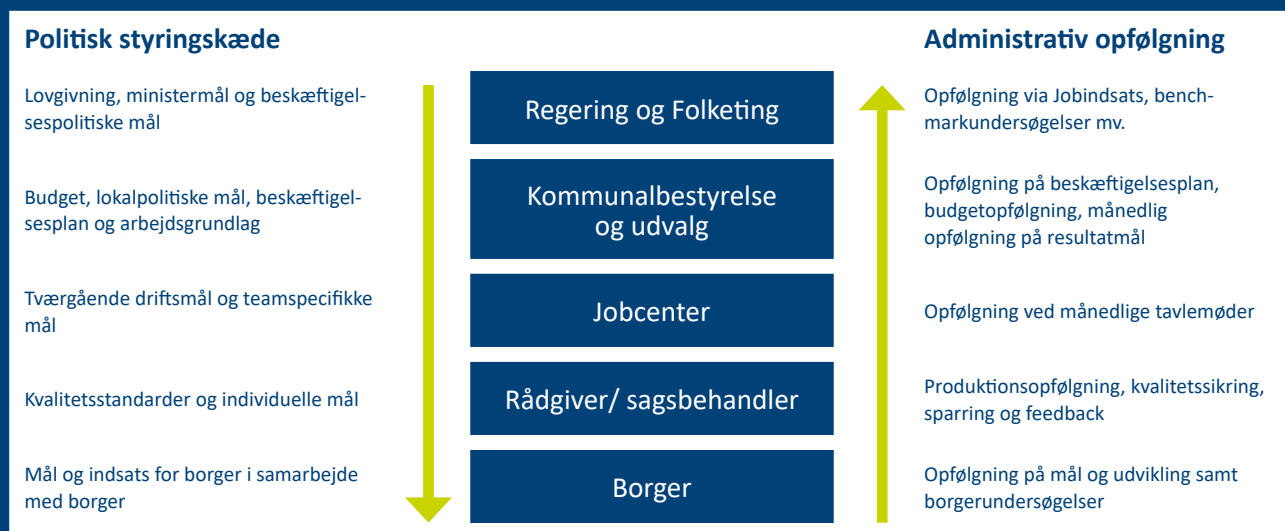 Politisk styringskæde
Administrativ opfølgning
Lovgivning, ministermål og beskæftigel-
sespolitiske mål
Regering og Folketing
Opfølgning via Jobindsats, bench-
markundersøgelser mv.
Budget, lokalpolitiske mål, beskæftigel-
sesplan og arbejdsgrundlag
Kommunalbestyrelse
og udvalg
Opfølgning på beskæftigelsesplan,
budgetopfølgning, månedlig
opfølgning på resultatmål
Tværgående driftsmål og teamspecifikke
mål
Jobcenter
Opfølgning ved månedlige tavlemøder
Kvalitetsstandarder og individuelle mål
Rådgiver/ sagsbehandler
Produktionsopfølgning, kvalitetssikring,
sparring og feedback
Mål og indsats for borger i samarbejde
med borger
Borger
Opfølgning på mål og udvikling samt
borgerundersøgelser